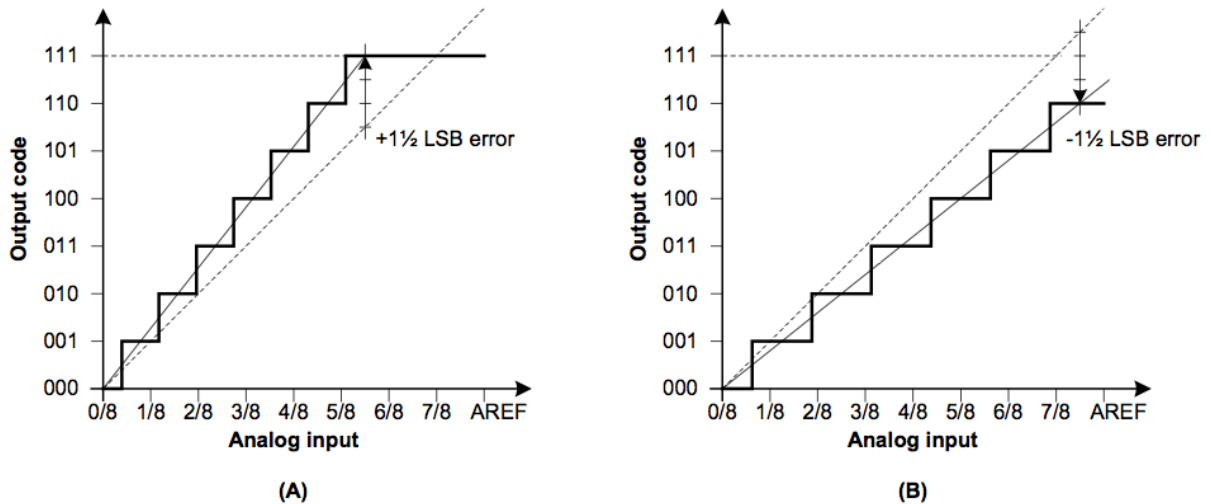 Output code
111
110
101
100
011
010
001
000
+1½ LSB error
0/8 1/8 2/8 3/8 4/8 5/8 6/8 7/8 AREF
Analog input
(A)
Output code
111
110
101
100
011
010
001
000
-1½ LSB error
0/8 1/8 2/8 3/8 4/8 5/8 6/8 7/8 AREF
Analog input
(B)